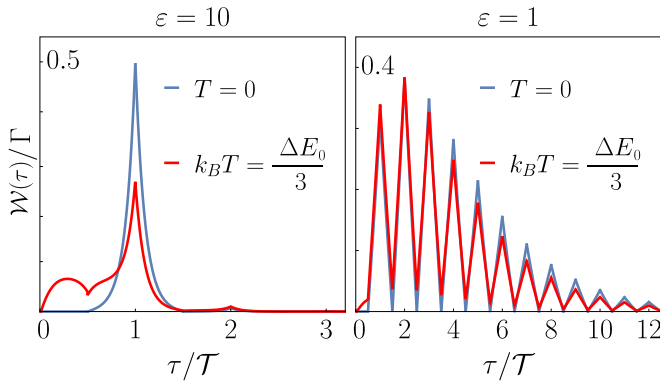 ε = 10
ε = 1
𝒲(τ)/Γ
0.5
T = 0
k_B T = ΔE_0/3
0 1 2 3
τ/𝒯
0.4
T = 0
k_B T = ΔE_0/3
0 2 4 6 8 10 12
τ/𝒯